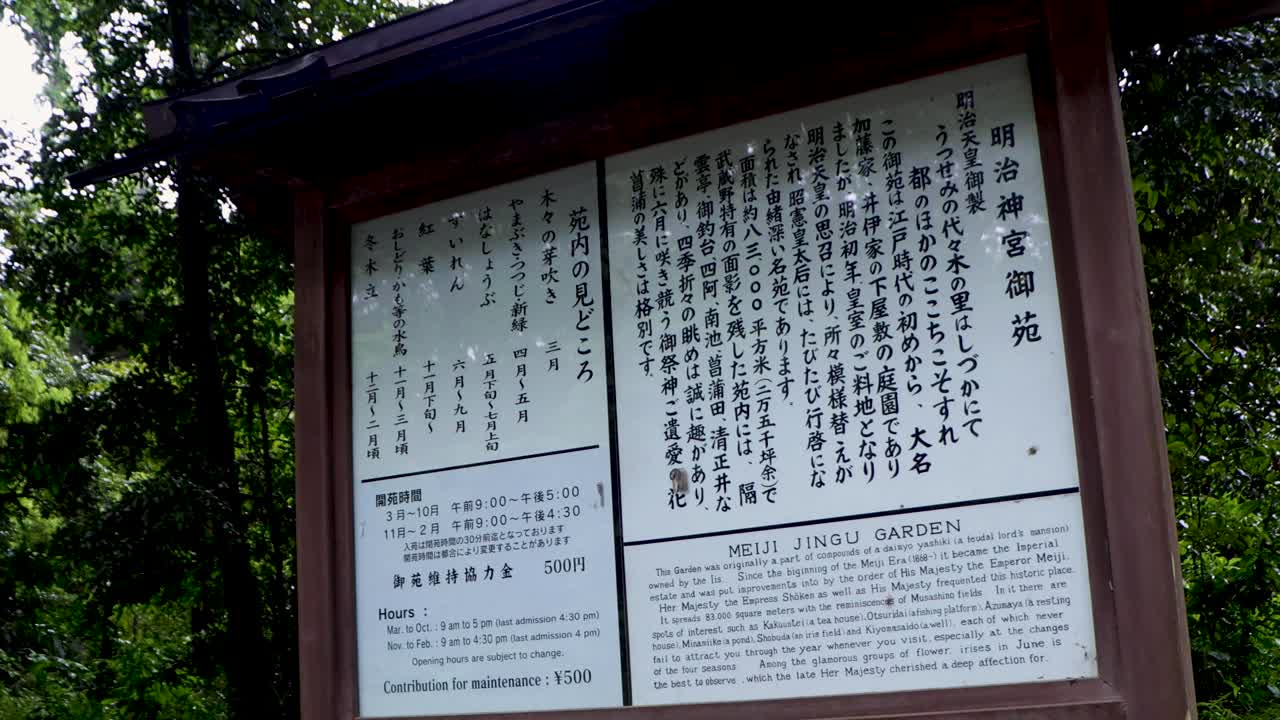 明治神宮御苑
明治天皇御製
うつせみの代々木の里はしづかにて
都のほかのここちこそすれ
この御苑は江戸時代の初めから、大名
加藤家、井伊家の下屋敷の庭園であり
ましたが、明治初年皇室のご料地となり
明治天皇の思召により、所々模様替えが
なされ、昭憲皇太后には、たびたび行啓にな
られた由緒深い名苑であります。
面積は約八三、〇〇〇平方米(二万五千坪余)で
武蔵野特有の面影を残した苑内には、隔
雲亭、御釣台、四阿、南池、菖蒲田、清正井な
どがあり、四季折々の眺めは誠に趣があり、
殊に六月に咲き競う御祭神ご遺愛の花
菖蒲の美しさは格別です。
苑内の見どころ
木々の芽吹き 三月
やまぶき・つつじ・新緑 四月〜五月
はなしょうぶ 五月下旬〜七月上旬
すいれん 六月〜九月
紅葉 十一月下旬〜
おしどり・かも等の水鳥 十一月〜三月頃
冬木立 十二月〜二月頃
開苑時間
3月〜10月 午前9:00〜午後5:00
11月〜2月 午前9:00〜午後4:30
入苑は閉苑時間の30分前迄となっております
開苑時間は都合により変更することがあります
御苑維持協力金 500円
Hours :
Mar. to Oct. : 9 am to 5 pm (last admission 4:30 pm)
Nov. to Feb. : 9 am to 4:30 pm (last admission 4 pm)
Opening hours are subject to change.
Contribution for maintenance : ¥500
MEIJI JINGU GARDEN
This Garden was originally a part of compounds of a daimyo yashiki (a feudal lord's mansion)
owned by the Iis. Since the beginning of the Meiji Era (1868~) it became the Imperial
estate and was put improvements into by the order of His Majesty the Emperor Meiji.
Her Majesty the Empress Shōken as well as His Majesty frequented this historic place.
It spreads 83,000 square meters with the reminiscences of Musashino fields. In it there are
spots of interest such as Kakuuntei (a tea house), Otsuridai (a fishing platform), Azumaya (a resting
house), Minamiike (a pond), Shobuda (an iris field) and Kiyomasaido (a well), each of which never
fail to attract you through the year whenever you visit, especially at the changes
of the four seasons. Among the glamorous groups of flower, irises in June is
the best to observe, which the late Her Majesty cherished a deep affection for.